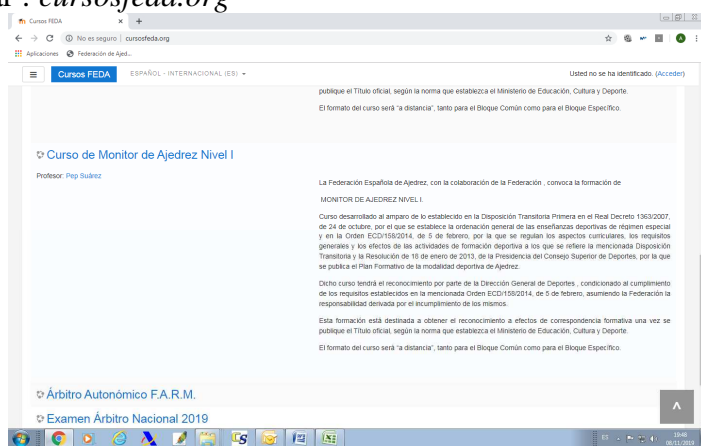 ar : cursosfeda.org
Cursos FEDA
No es seguro | cursosfeda.org
Aplicaciones Federación de Ajed...
Cursos FEDA ESPAÑOL - INTERNACIONAL (ES) Usted no se ha identificado. (Acceder)
publique el Título oficial, según la norma que establezca el Ministerio de Educación, Cultura y Deporte.
El formato del curso será "a distancia", tanto para el Bloque Común como para el Bloque Específico.
Curso de Monitor de Ajedrez Nivel I
Profesor: Pep Suárez
La Federación Española de Ajedrez, con la colaboración de la Federación , convoca la formación de
MONITOR DE AJEDREZ NIVEL I.
Curso desarrollado al amparo de lo establecido en la Disposición Transitoria Primera en el Real Decreto 1363/2007,
de 24 de octubre, por el que se establece la ordenación general de las enseñanzas deportivas de régimen especial
y en la Orden ECD/158/2014, de 5 de febrero, por la que se regulan los aspectos curriculares, los requisitos
generales y los efectos de las actividades de formación deportiva a los que se refiere la mencionada Disposición
Transitoria y la Resolución de 16 de enero de 2013, de la Presidencia del Consejo Superior de Deportes, por la que
se publica el Plan Formativo de la modalidad deportiva de Ajedrez.
Dicho curso tendrá el reconocimiento por parte de la Dirección General de Deportes , condicionado al cumplimiento
de los requisitos establecidos en la mencionada Orden ECD/158/2014, de 5 de febrero, asumiendo la Federación la
responsabilidad derivada por el incumplimiento de los mismos.
Esta formación está destinada a obtener el reconocimiento a efectos de correspondencia formativa una vez se
publique el Título oficial, según la norma que establezca el Ministerio de Educación, Cultura y Deporte.
El formato del curso será "a distancia", tanto para el Bloque Común como para el Bloque Específico.
Árbitro Autonómico F.A.R.M.
Examen Árbitro Nacional 2019
ES
19:46
06/11/2019